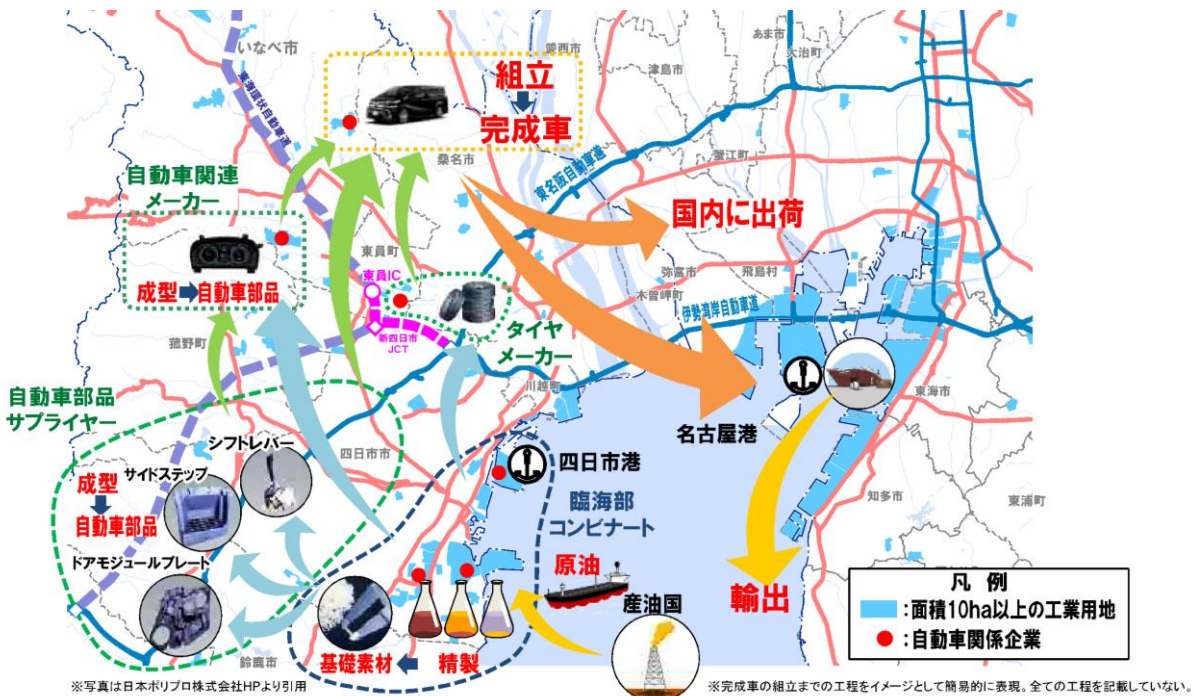 いなべ市
東海環状自動車道
愛西市
あま市
大治町
津島市
組立
完成車
桑名市
蟹江町
東名阪自動車道
自動車関連
メーカー
成型
自動車部品
国内に出荷
東員町
東員IC
新四日市
JCT
弥富市
飛島村
木曽岬町
伊勢湾岸自動車道
タイヤ
メーカー
菰野町
川越町
自動車部品
サプライヤー
名古屋港
東海市
シフトレバー
四日市市
四日市港
サイドステップ
成型
自動車部品
臨海部
コンビナート
知多市
東浦町
ドアモジュールプレート
原油
産油国
輸出
基礎素材
精製
鈴鹿市
凡例
:面積10ha以上の工業用地
:自動車関係企業
※写真は日本ポリプロ株式会社HPより引用
※完成車の組立までの工程をイメージとして簡易的に表現。全ての工程を記載していない。